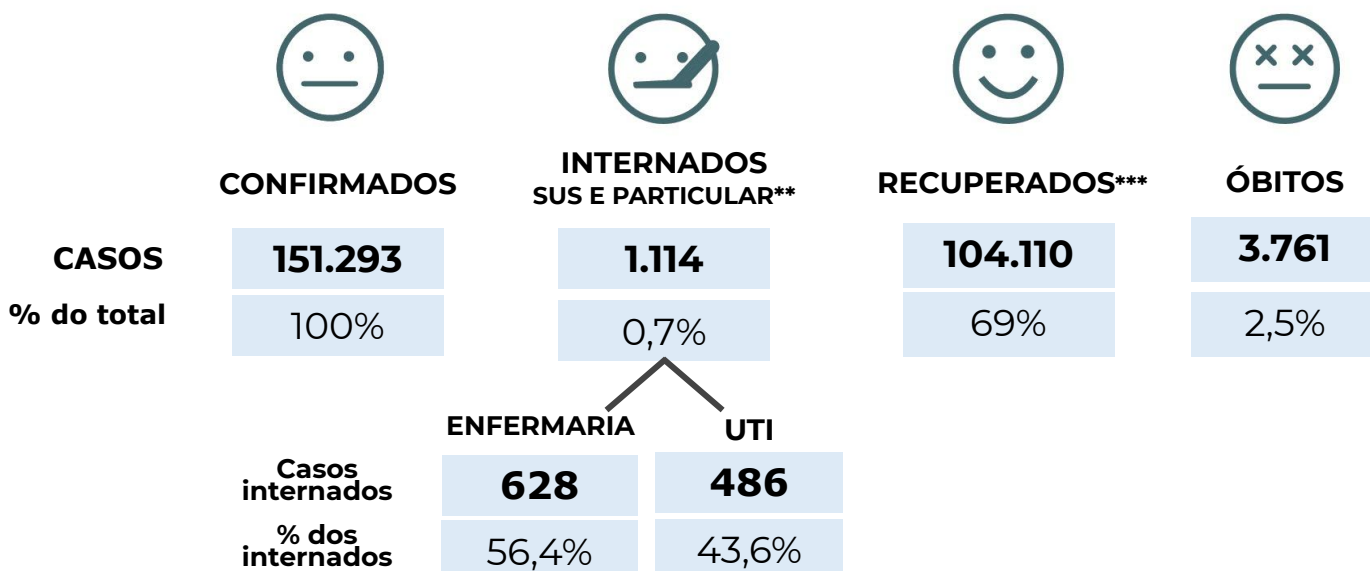 CONFIRMADOS
INTERNADOS
SUS E PARTICULAR**
RECUPERADOS***
ÓBITOS
CASOS 151.293 1.114 104.110 3.761
% do total 100% 0,7% 69% 2,5%
ENFERMARIA UTI
Casos
internados
628 486
% dos
internados
56,4% 43,6%